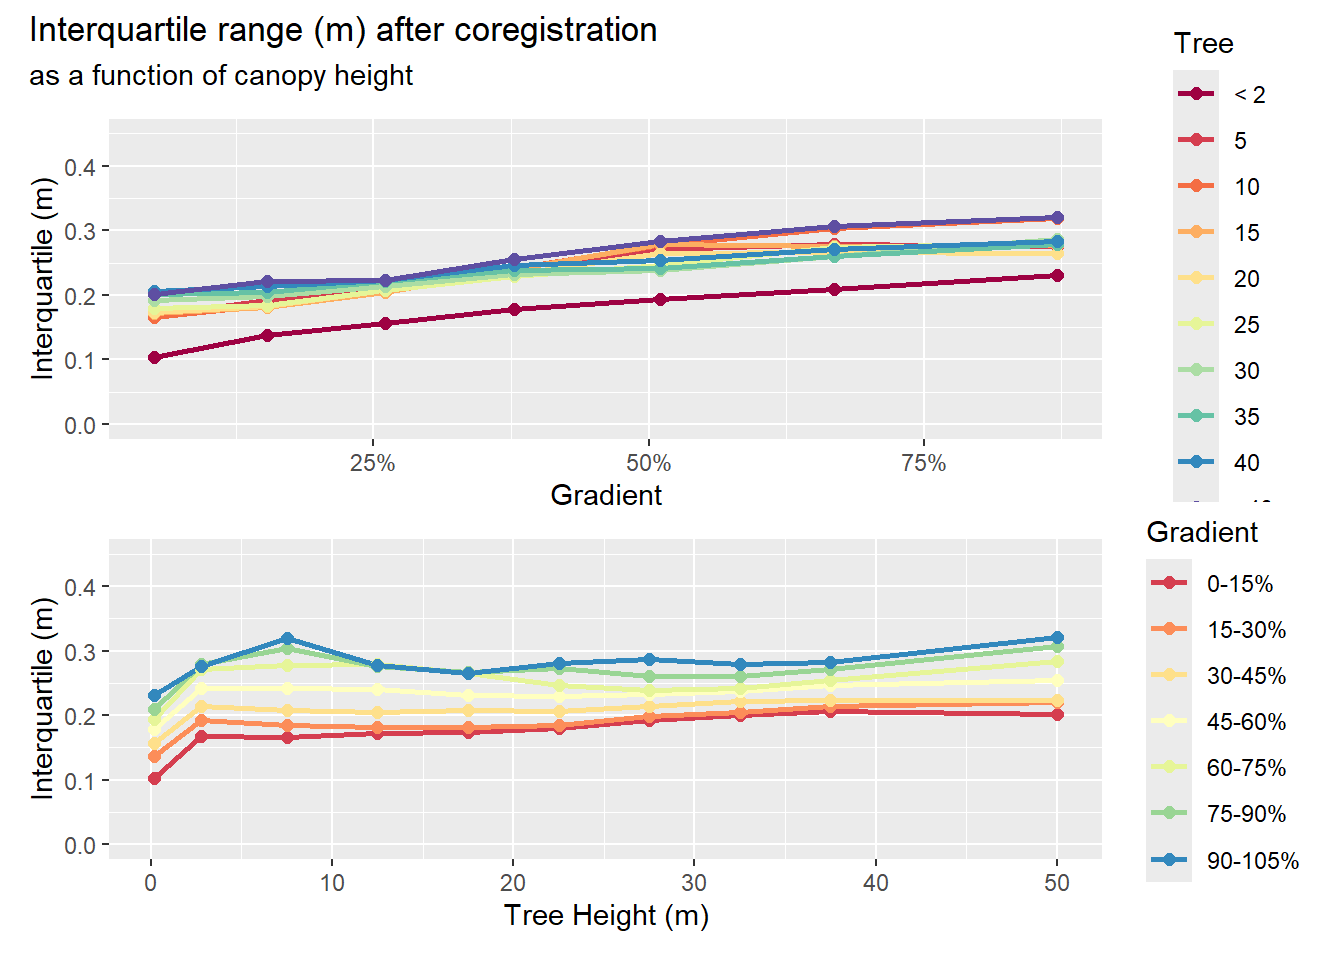 Interquartile range (m) after coregistration
as a function of canopy height
Tree
< 2
5
10
15
20
25
30
35
40
Interquartile (m)
0.4
0.3
0.2
0.1
0.0
25% 50% 75%
Gradient
Gradient
0-15%
15-30%
30-45%
45-60%
60-75%
75-90%
90-105%
Interquartile (m)
0.4
0.3
0.2
0.1
0.0
0 10 20 30 40 50
Tree Height (m)